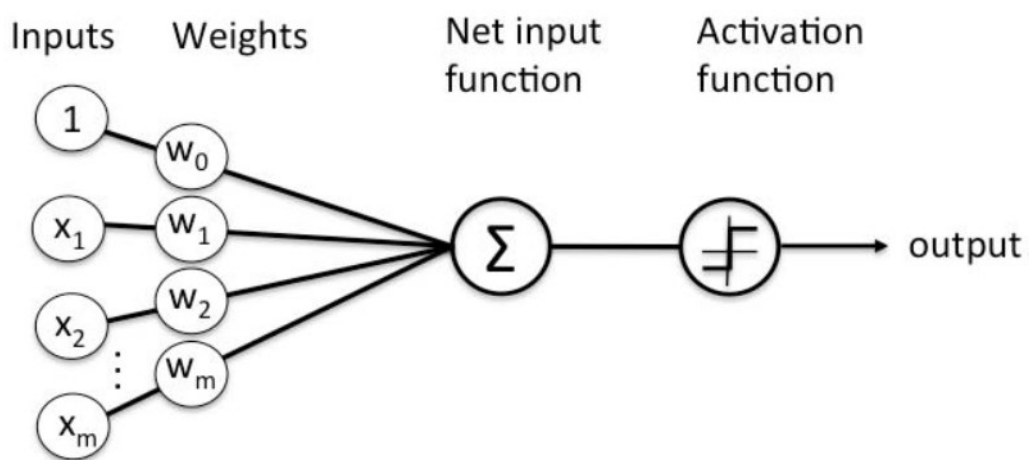 Inputs Weights Net input function Activation function
1 w₀
x₁ w₁ Σ output
x₂ w₂
⋮
xₘ wₘ